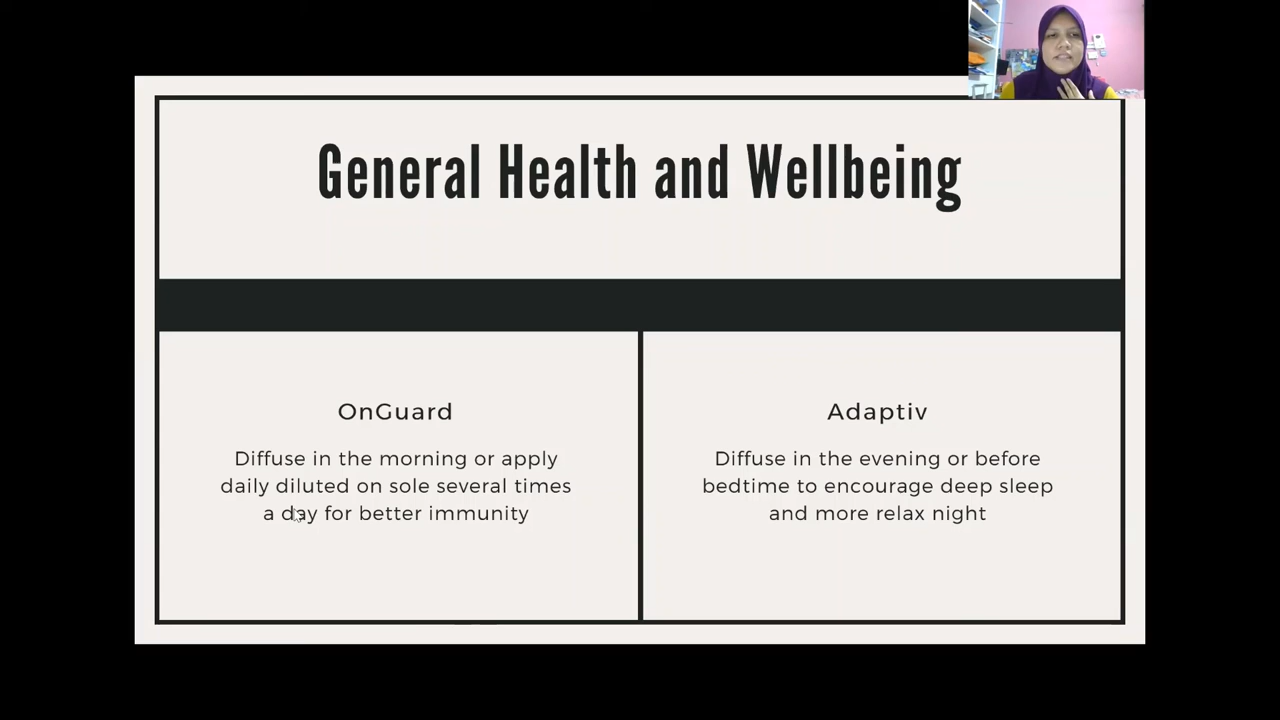 General Health and Wellbeing
OnGuard
Diffuse in the morning or apply
daily diluted on sole several times
a day for better immunity
Adaptiv
Diffuse in the evening or before
bedtime to encourage deep sleep
and more relax night